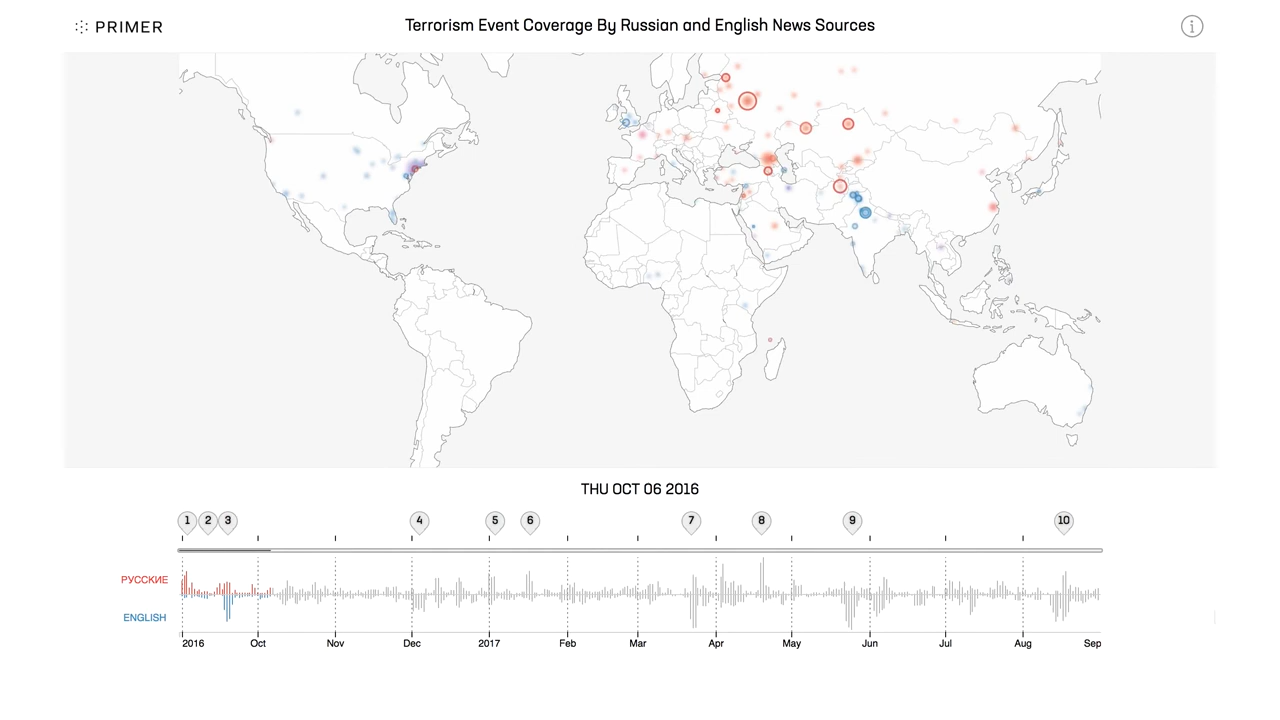 PRIMER
Terrorism Event Coverage By Russian and English News Sources
i
THU OCT 06 2016
1 2 3 4 5 6 7 8 9 10
РУССКИЕ
ENGLISH
2016 Oct Nov Dec 2017 Feb Mar Apr May Jun Jul Aug Sep